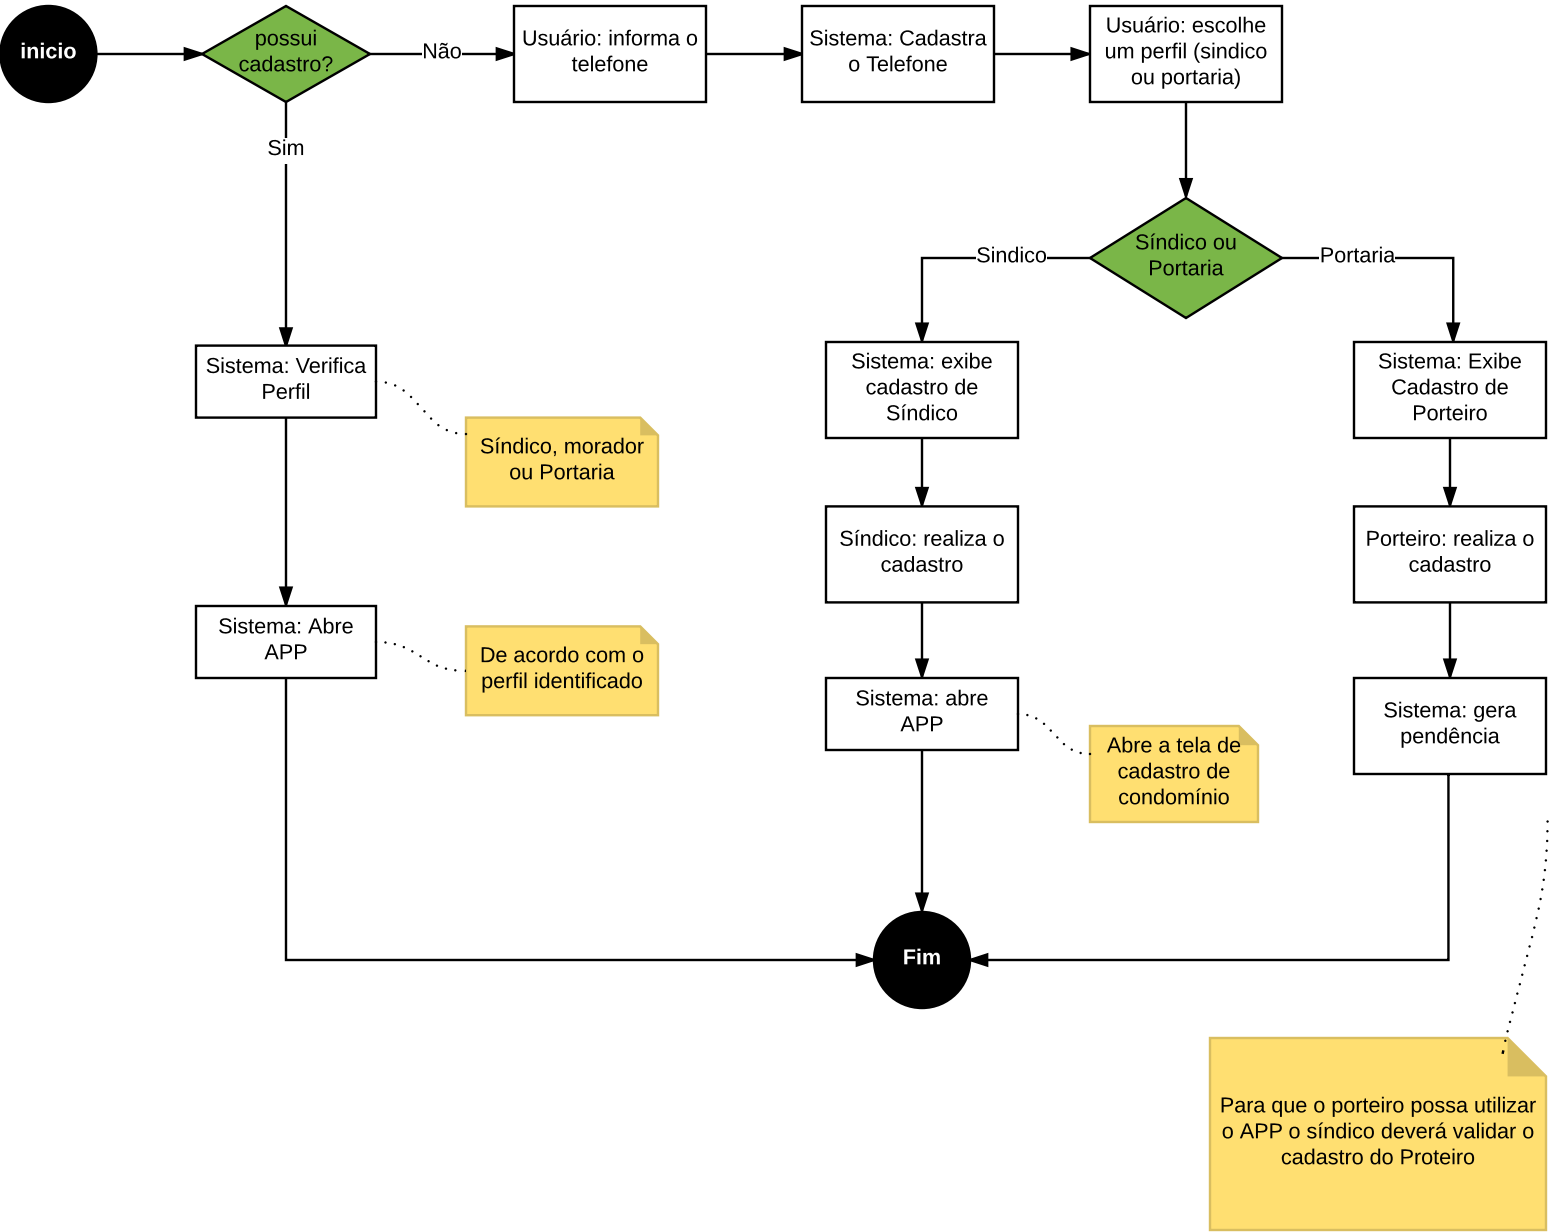 inicio
possui
cadastro?
Não
Usuário: informa o
telefone
Sistema: Cadastra
o Telefone
Usuário: escolhe
um perfil (sindico
ou portaria)
Sim
Síndico ou
Portaria
Sindico
Portaria
Sistema: Verifica
Perfil
Síndico, morador
ou Portaria
Sistema: exibe
cadastro de
Síndico
Sistema: Exibe
Cadastro de
Porteiro
Síndico: realiza o
cadastro
Porteiro: realiza o
cadastro
Sistema: Abre
APP
De acordo com o
perfil identificado
Sistema: abre
APP
Abre a tela de
cadastro de
condomínio
Sistema: gera
pendência
Fim
Para que o porteiro possa utilizar
o APP o síndico deverá validar o
cadastro do Proteiro